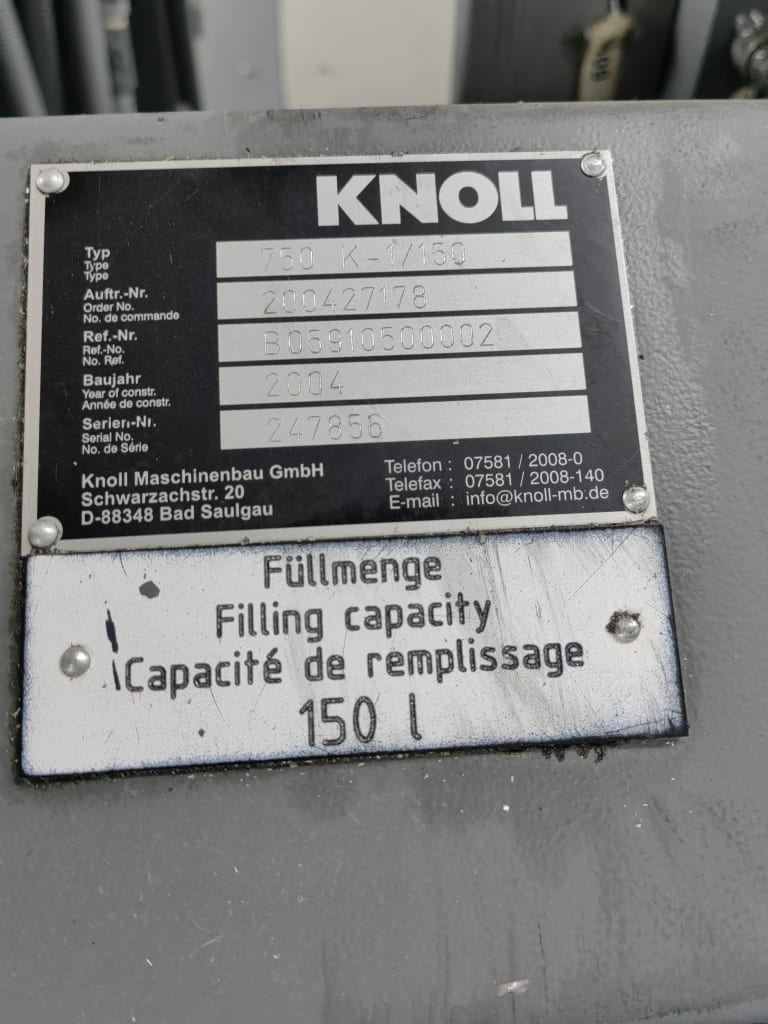 KNOLL
Typ
Type
Type
750 K-1/150
Auftr.-Nr.
Order No.
No. de commande
200427178
Ref.-Nr.
Ref.-No.
No. Ref.
B05910500002
Baujahr
Year of constr.
Année de constr.
2004
Serien-Nr.
Serial No.
No. de Série
247856
Knoll Maschinenbau GmbH
Schwarzachstr. 20
D-88348 Bad Saulgau
Telefon : 07581 / 2008-0
Telefax : 07581 / 2008-140
E-mail : info@knoll-mb.de
Füllmenge
Filling capacity
Capacité de remplissage
150 l